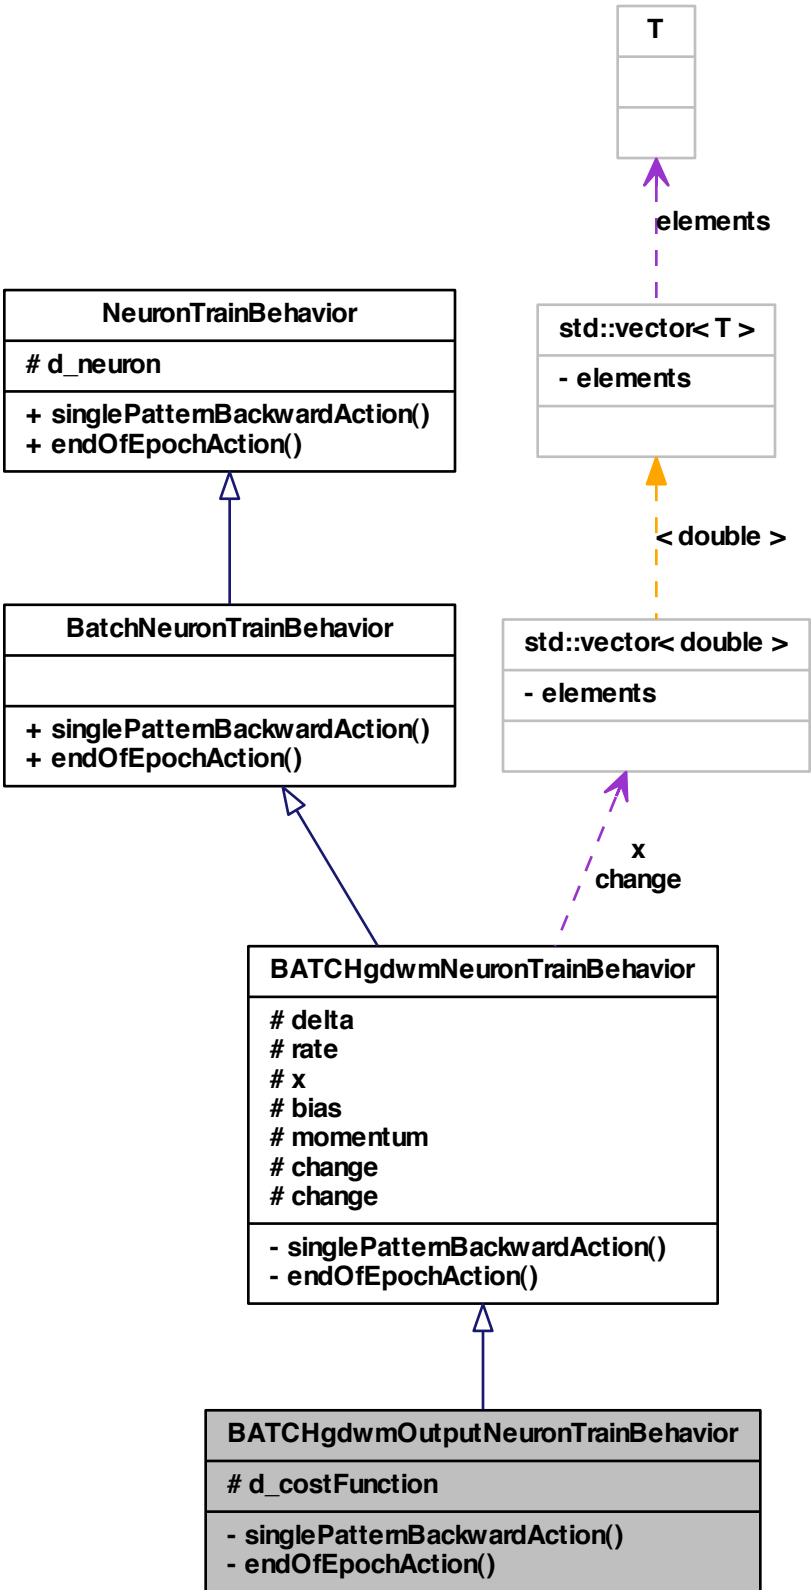 T
elements
NeuronTrainBehavior
# d_neuron
+ singlePatternBackwardAction()
+ endOfEpochAction()
std::vector< T >
- elements
< double >
BatchNeuronTrainBehavior
+ singlePatternBackwardAction()
+ endOfEpochAction()
std::vector< double >
- elements
x
change
BATCHgdwmNeuronTrainBehavior
# delta
# rate
# x
# bias
# momentum
# change
# change
- singlePatternBackwardAction()
- endOfEpochAction()
BATCHgdwmOutputNeuronTrainBehavior
# d_costFunction
- singlePatternBackwardAction()
- endOfEpochAction()